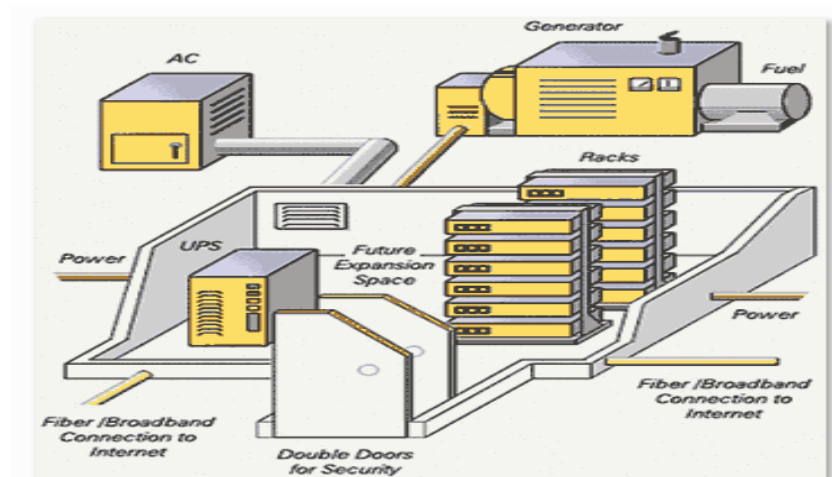 Generator
AC
Fuel
Racks
UPS
Power
Future
Expansion
Space
Power
Fiber /Broadband
Connection to
Internet
Fiber /Broadband
Connection to
Internet
Double Doors
for Security